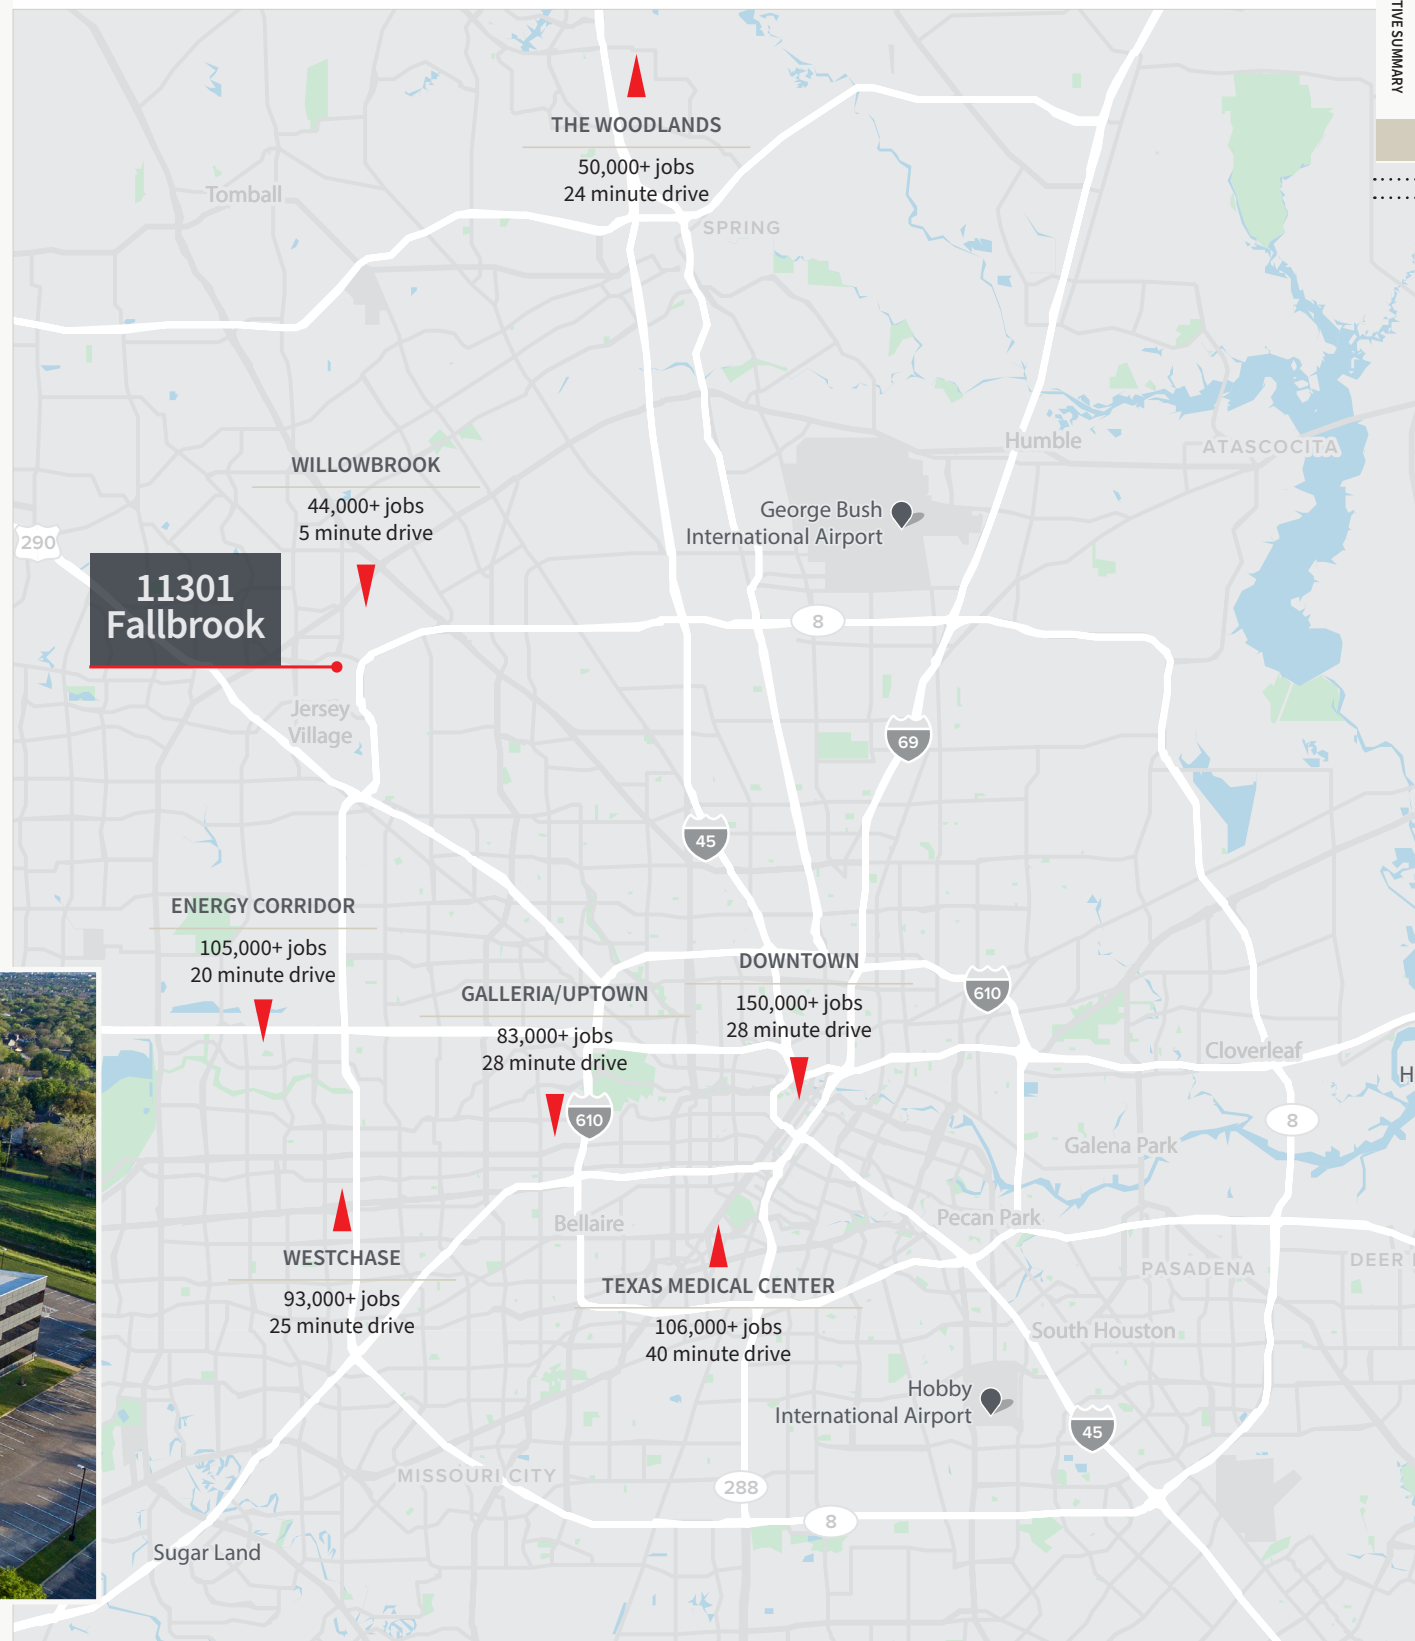 TIVE SUMMARY
THE WOODLANDS
50,000+ jobs
24 minute drive
Tomball
SPRING
WILLOWBROOK
44,000+ jobs
5 minute drive
Humble
ATASCOCITA
George Bush
International Airport
290
11301
Fallbrook
8
Jersey
Village
69
45
ENERGY CORRIDOR
105,000+ jobs
20 minute drive
GALLERIA/UPTOWN
83,000+ jobs
28 minute drive
DOWNTOWN
150,000+ jobs
28 minute drive
610
Cloverleaf
H
610
8
Galena Park
Bellaire
Pecan Park
WESTCHASE
93,000+ jobs
25 minute drive
TEXAS MEDICAL CENTER
106,000+ jobs
40 minute drive
PASADENA
DEER
South Houston
Hobby
International Airport
45
MISSOURI CITY
288
8
Sugar Land